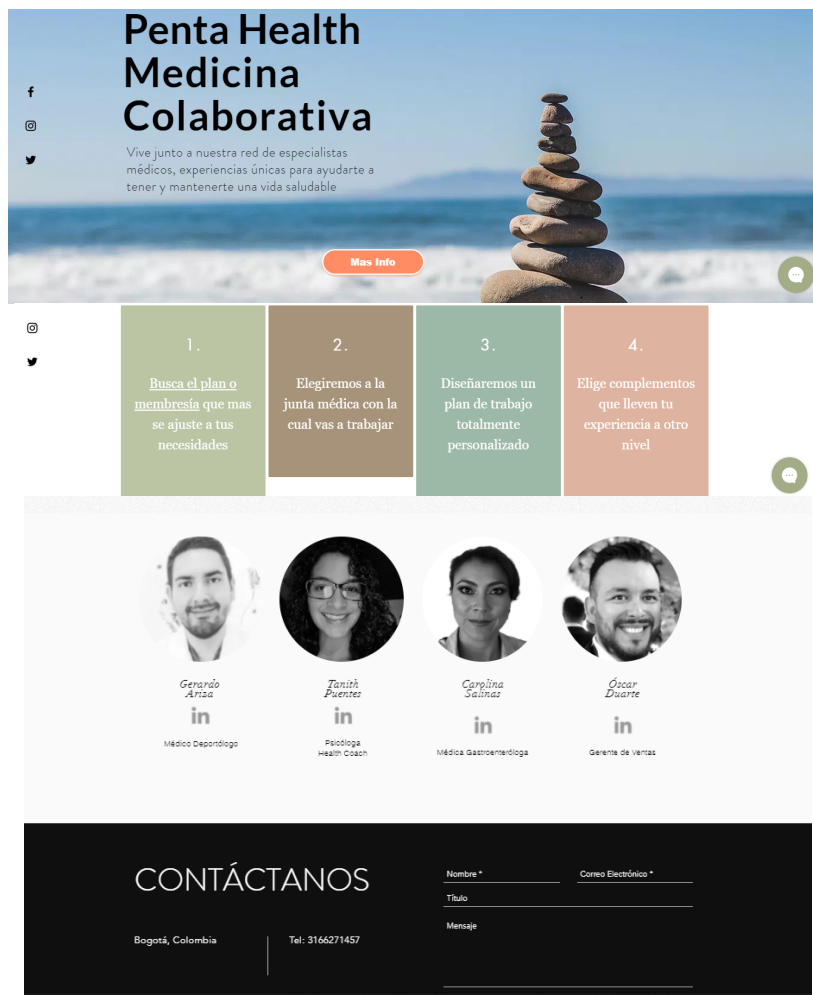 Penta Health
Medicina
Colaborativa
Vive junto a nuestra red de especialistas
médicos, experiencias únicas para ayudarte a
tener y mantenerte una vida saludable
Mas Info
1.
Busca el plan o
membresía que mas
se ajuste a tus
necesidades
2.
Elegiremos a la
junta médica con la
cual vas a trabajar
3.
Diseñaremos un
plan de trabajo
totalmente
personalizado
4.
Elige complementos
que lleven tu
experiencia a otro
nivel
Gerardo
Ariza
in
Médico Deportólogo
Tanith
Puentes
in
Psicóloga
Health Coach
Carolina
Salinas
in
Médica Gastroenteróloga
Óscar
Duarte
in
Gerente de Ventas
CONTÁCTANOS
Bogotá, Colombia
Tel: 3166271457
Nombre *
Correo Electrónico *
Título
Mensaje